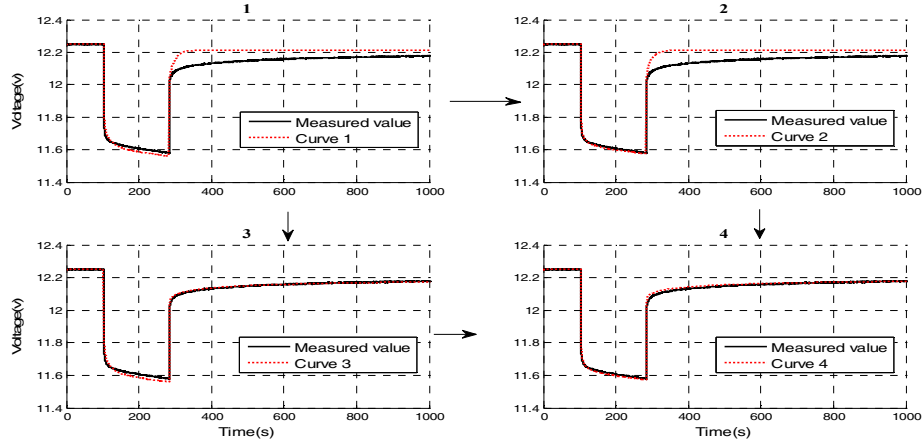 1
12.4
12.2
12
11.8
11.6
11.4
Voltage(v)
0 200 400 600 800 1000
Measured value
Curve 1
2
12.4
12.2
12
11.8
11.6
11.4
0 200 400 600 800 1000
Measured value
Curve 2
3
12.4
12.2
12
11.8
11.6
11.4
Voltage(v)
0 200 400 600 800 1000
Time(s)
Measured value
Curve 3
4
12.4
12.2
12
11.8
11.6
11.4
0 200 400 600 800 1000
Time(s)
Measured value
Curve 4